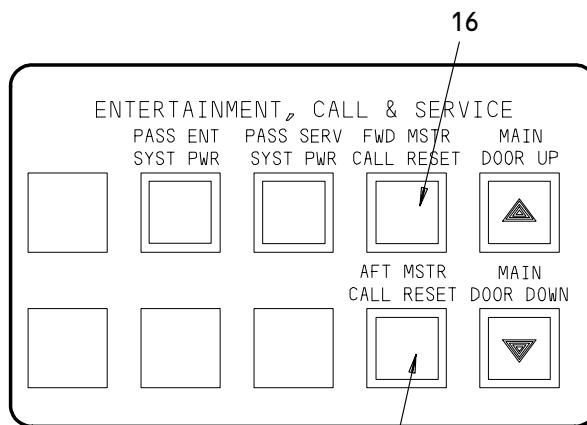 16
ENTERTAINMENT, CALL & SERVICE
PASS ENT PASS SERV FWD MSTR MAIN
SYST PWR SYST PWR CALL RESET DOOR UP
AFT MSTR MAIN
CALL RESET DOOR DOWN